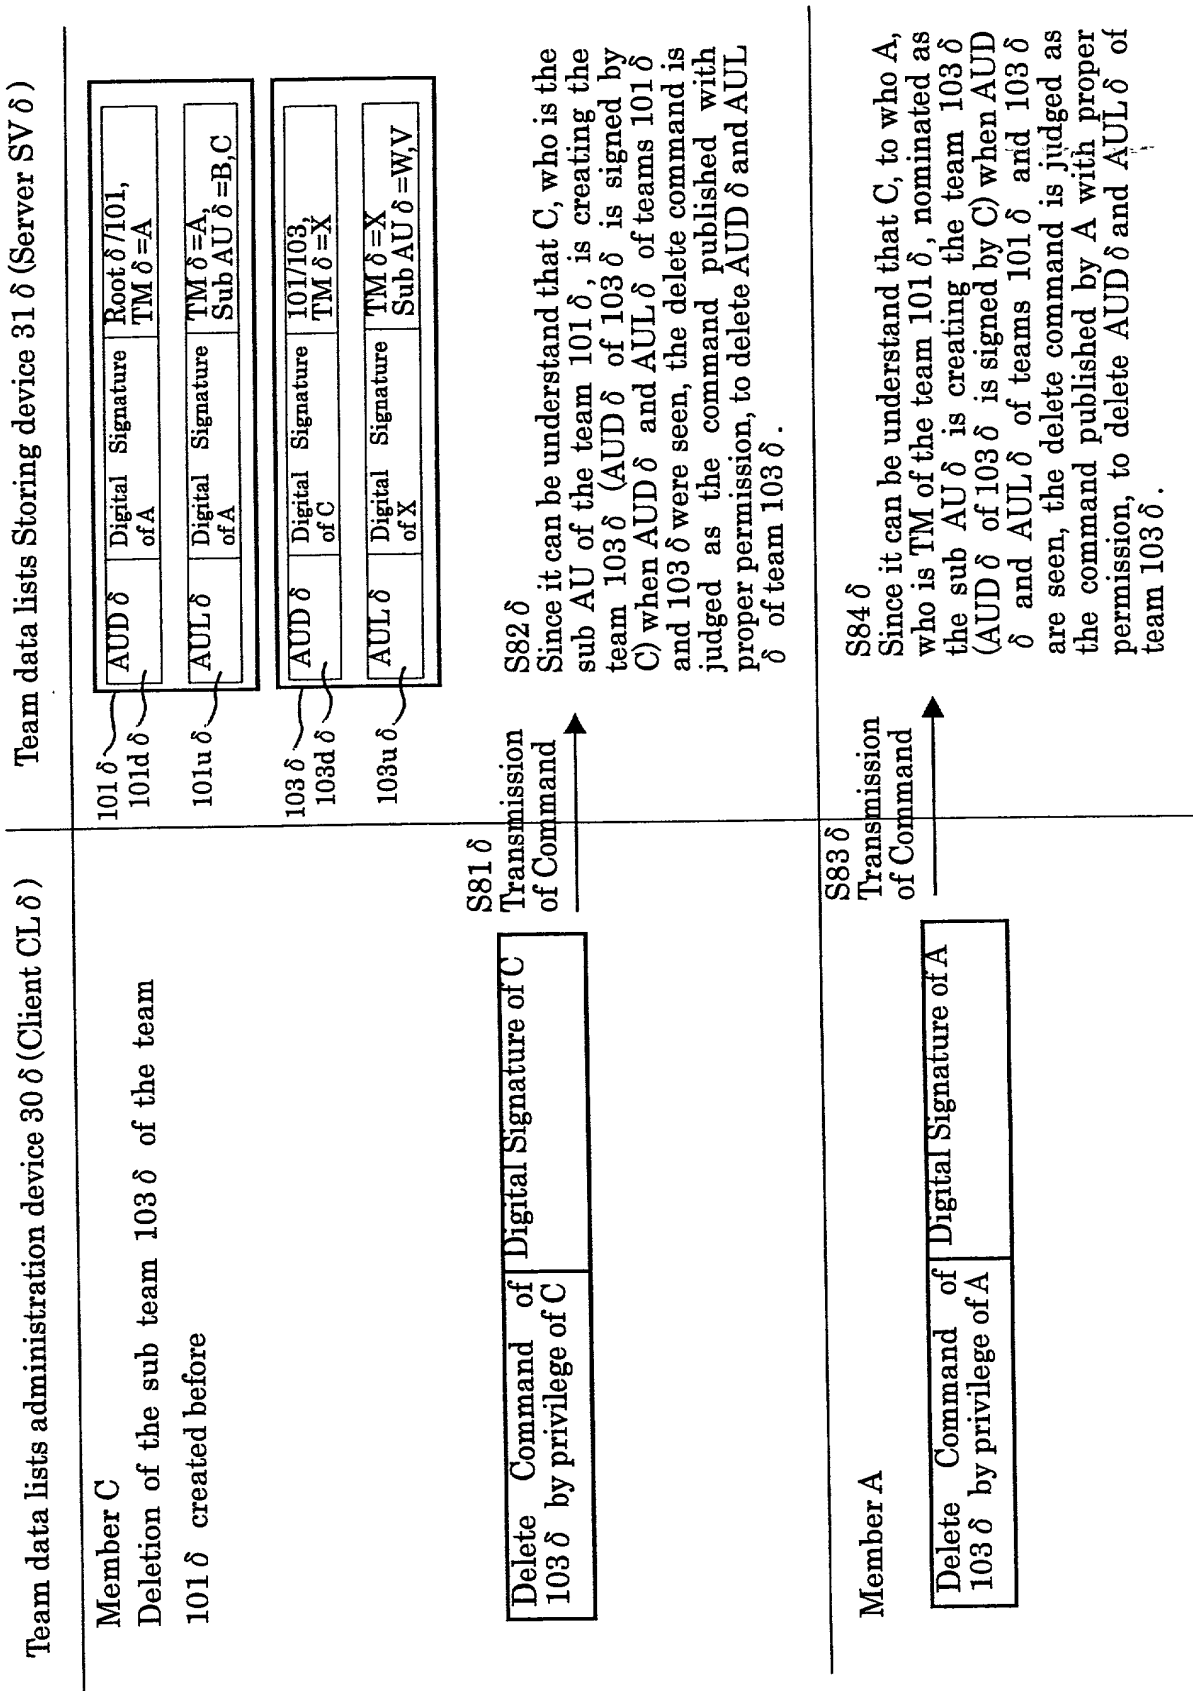 Team data lists administration device 30 δ (Client CL δ)
Team data lists Storing device 31 δ (Server SV δ)
Member C
Deletion of the sub team 103 δ of the team
101 δ created before
101 δ
101d δ
101u δ
AUD δ
Digital Signature
of A
Root δ /101,
TM δ =A
AUL δ
Digital Signature
of A
TM δ =A,
Sub AU δ =B,C
103 δ
103d δ
103u δ
AUD δ
Digital Signature
of C
101/103,
TM δ =X
AUL δ
Digital Signature
of X
TM δ =X
Sub AU δ =W,V
Delete Command of
103 δ by privilege of C
Digital Signature of C
S81 δ
Transmission
of Command
S82 δ
Since it can be understand that C, who is the
sub AU of the team 101 δ, is creating the
team 103 δ (AUD δ of 103 δ is signed by
C) when AUD δ and AUL δ of teams 101 δ
and 103 δ were seen, the delete command is
judged as the command published with
proper permission, to delete AUD δ and AUL
δ of team 103 δ.
Member A
Delete Command of
103 δ by privilege of A
Digital Signature of A
S83 δ
Transmission
of Command
S84 δ
Since it can be understand that C, to who A,
who is TM of the team 101 δ, nominated as
the sub AU δ is creating the team 103 δ
(AUD δ of 103 δ is signed by C) when AUD
δ and AUL δ of teams 101 δ and 103 δ
are seen, the delete command is judged as
the command published by A with proper
permission, to delete AUD δ and AUL δ of
team 103 δ.